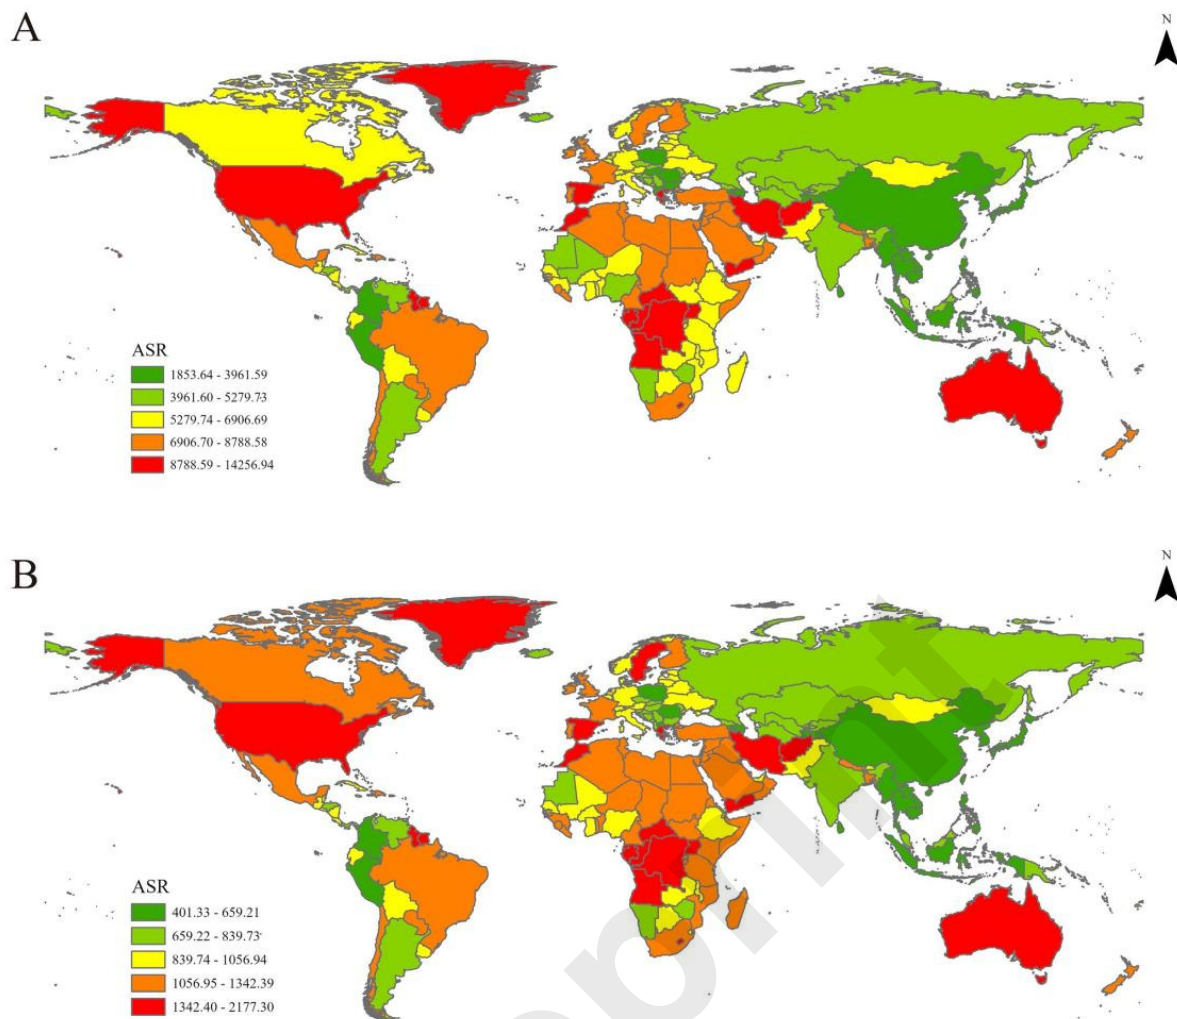 A
N
ASR
1853.64 - 3961.59
3961.60 - 5279.73
5279.74 - 6906.69
6906.70 - 8788.58
8788.59 - 14256.94
B
N
ASR
401.33 - 659.21
659.22 - 839.73
839.74 - 1056.94
1056.95 - 1342.39
1342.40 - 2177.30
print